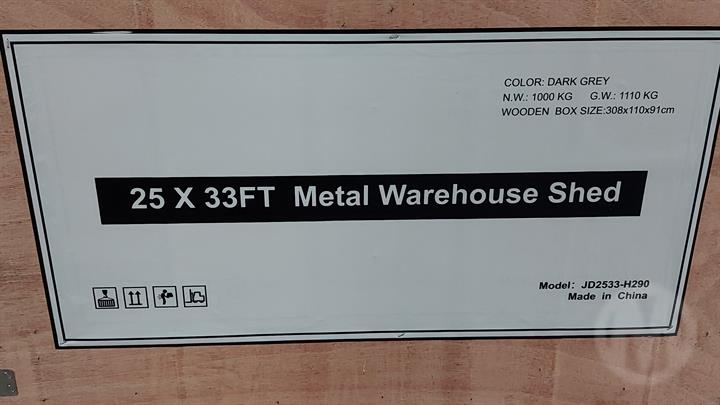 COLOR: DARK GREY
N.W.: 1000 KG G.W.: 1110 KG
WOODEN BOX SIZE:308x110x91cm
25 X 33FT Metal Warehouse Shed
Model: JD2533-H290
Made in China